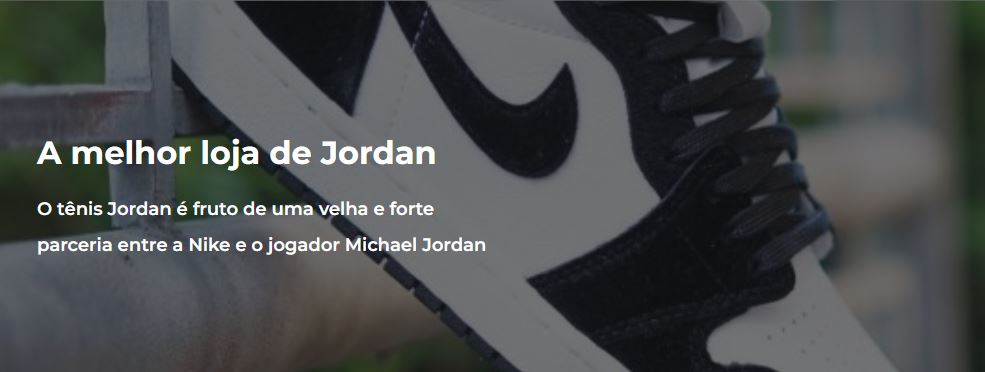 A melhor loja de Jordan
O tênis Jordan é fruto de uma velha e forte
parceria entre a Nike e o jogador Michael Jordan